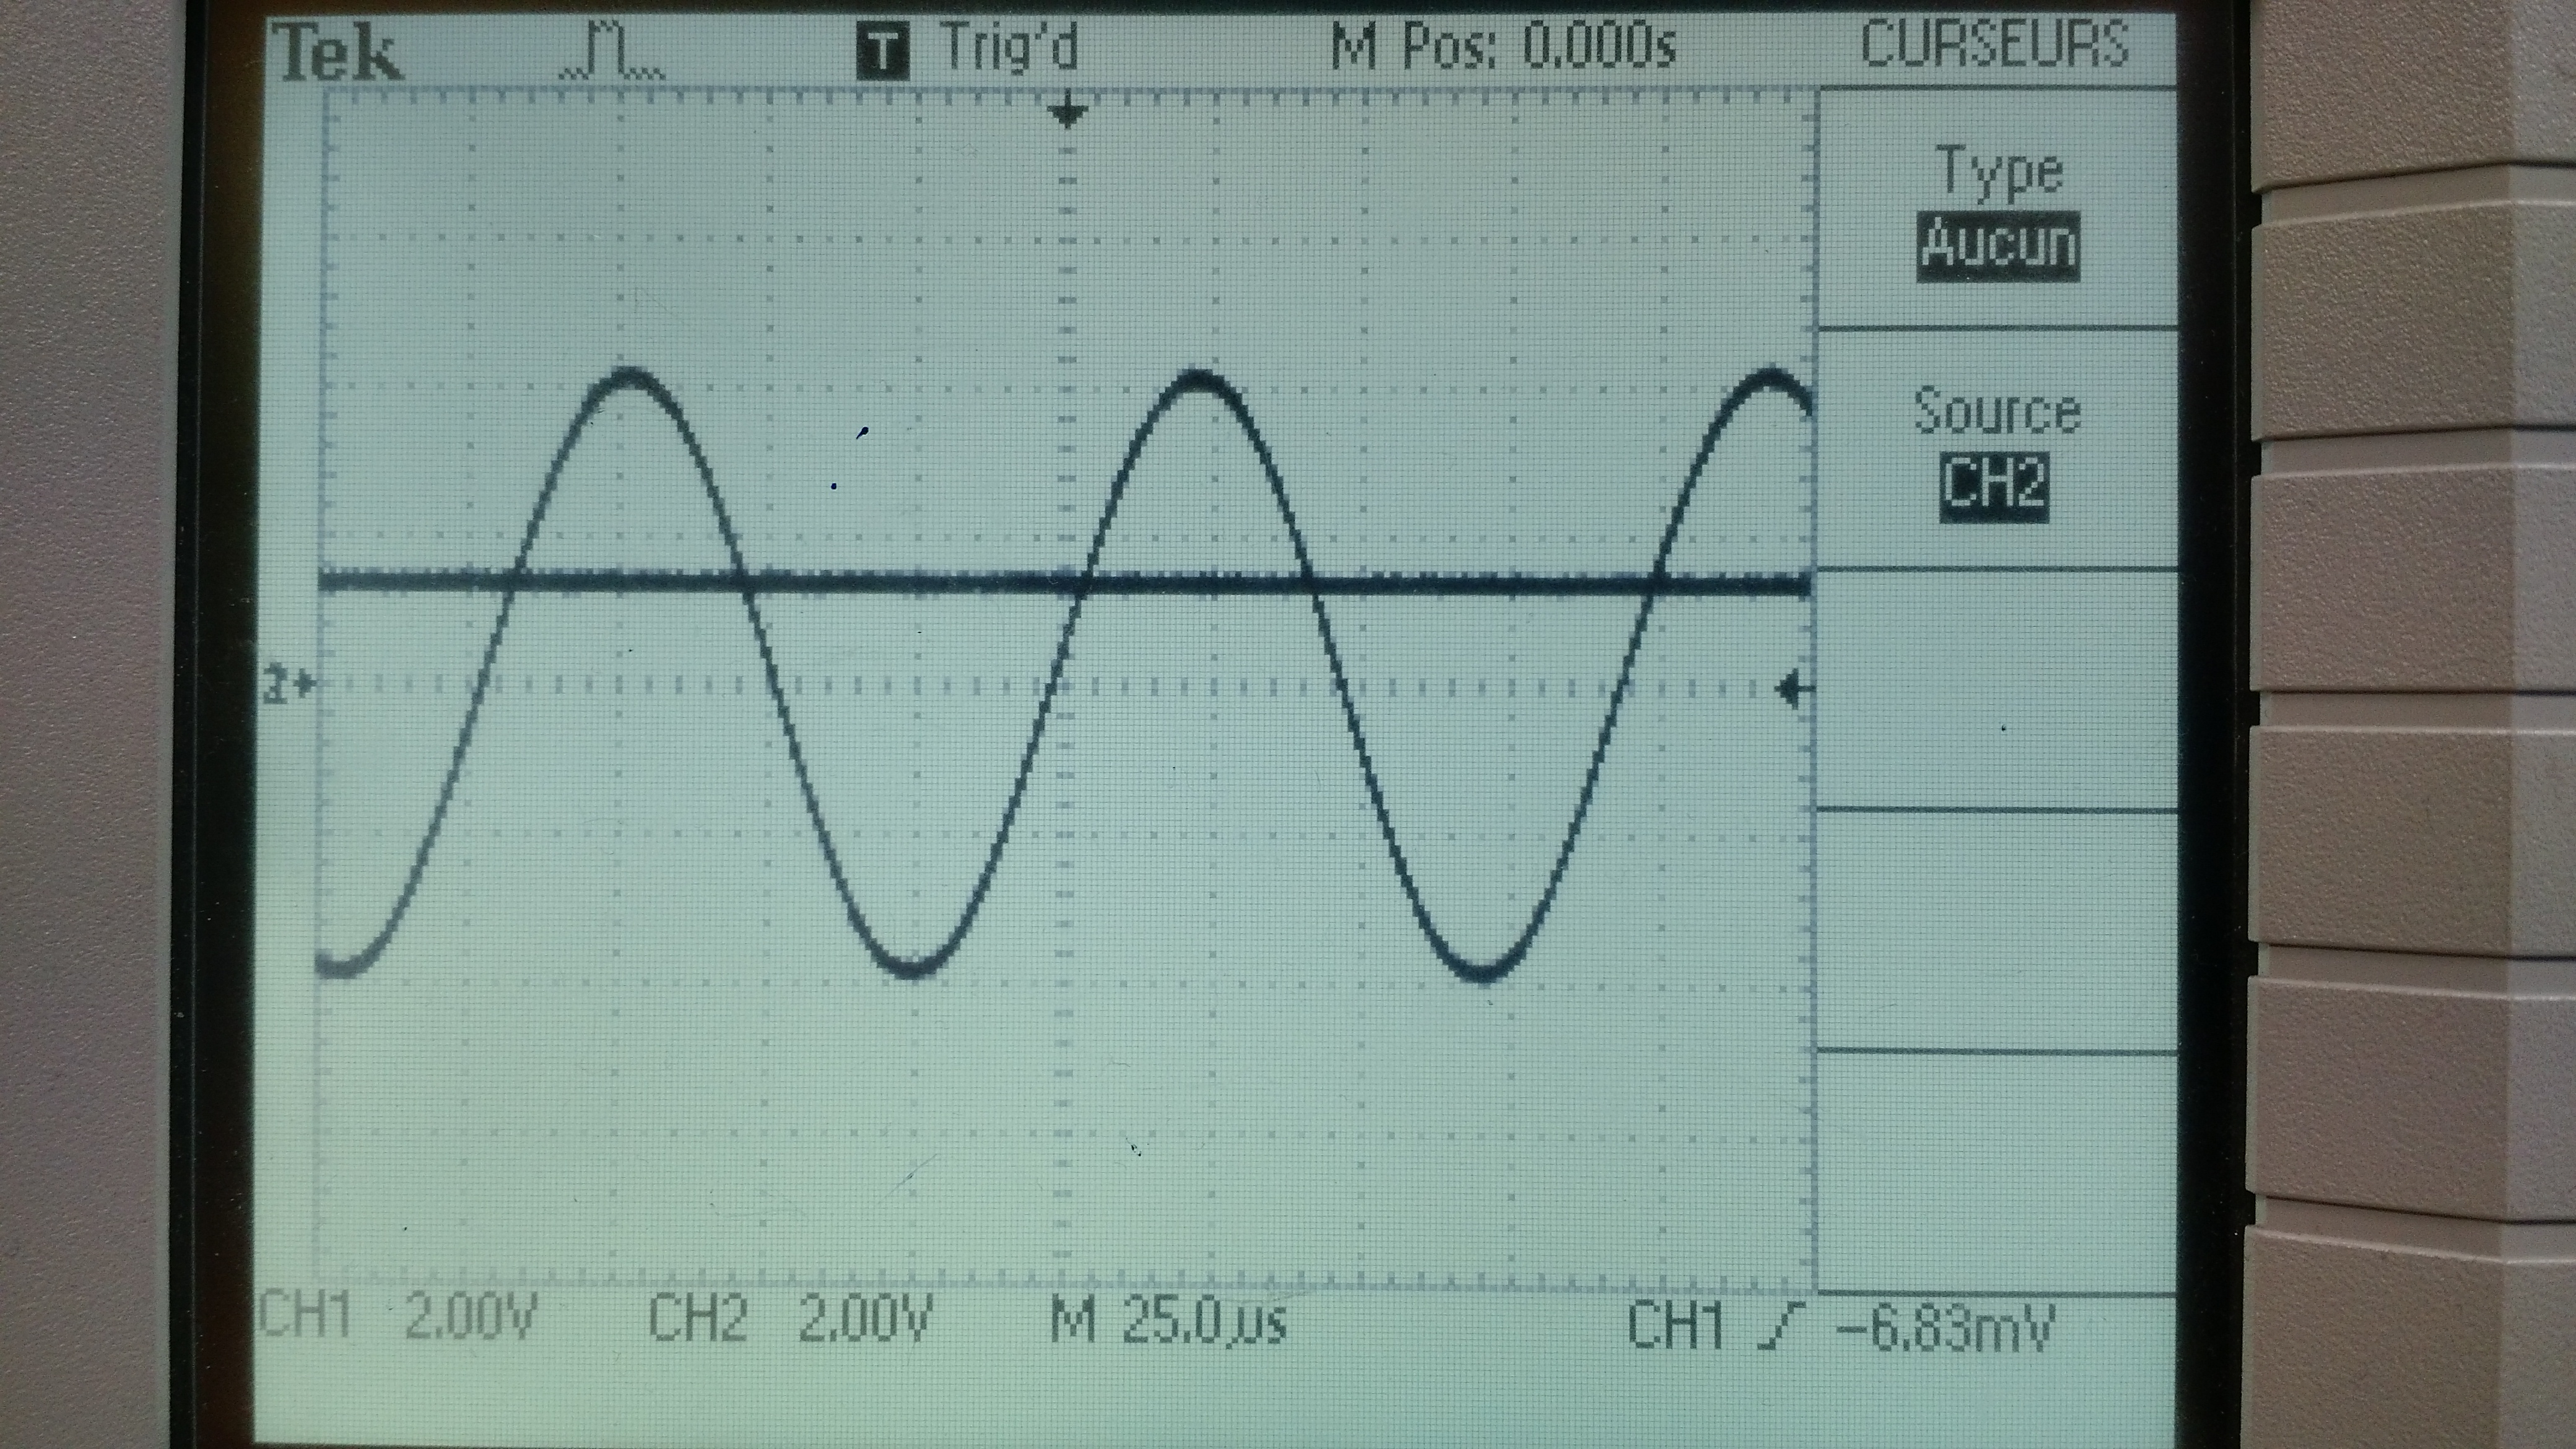 Tek T Trig'd M Pos: 0.000s CURSEURS
Type
Aucun
Source
CH2
2
CH1 2.00V CH2 2.00V M 25.0µs CH1 -6.83mV